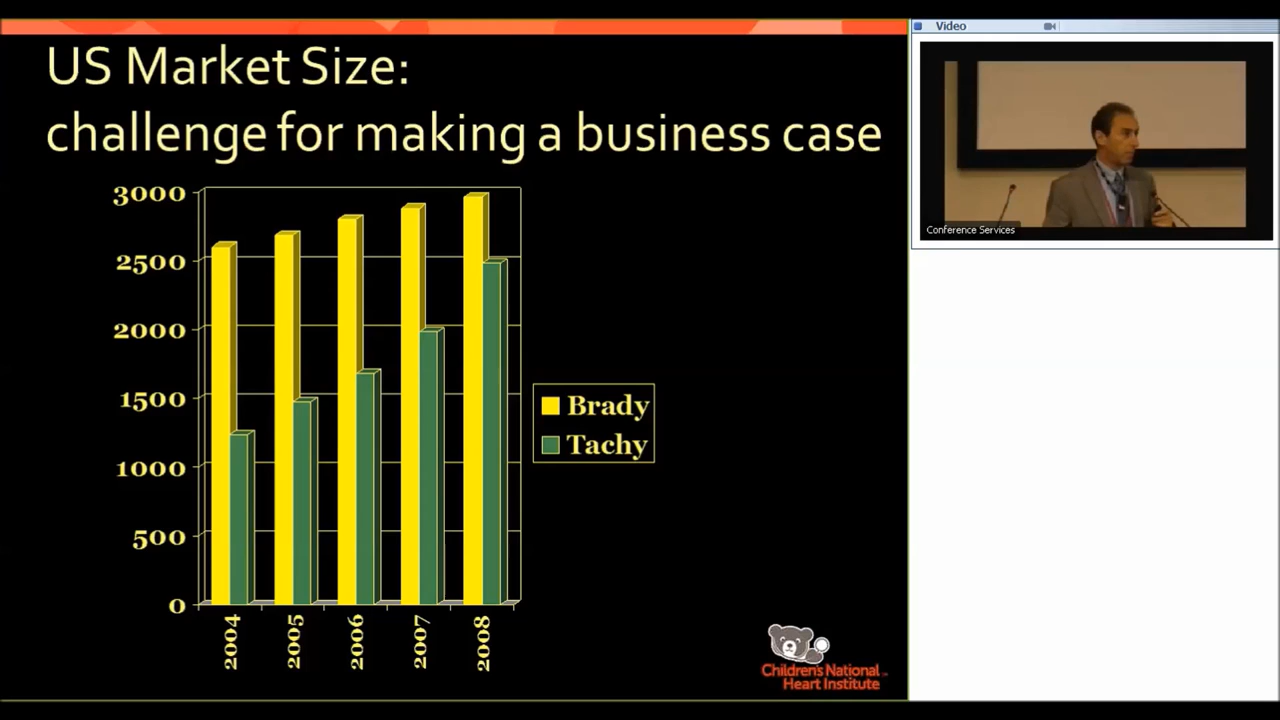 Video
US Market Size:
challenge for making a business case
3000
2500
2000
1500
1000
500
0
2004
2005
2006
2007
2008
Brady
Tachy
Conference Services
Children's National
Heart Institute